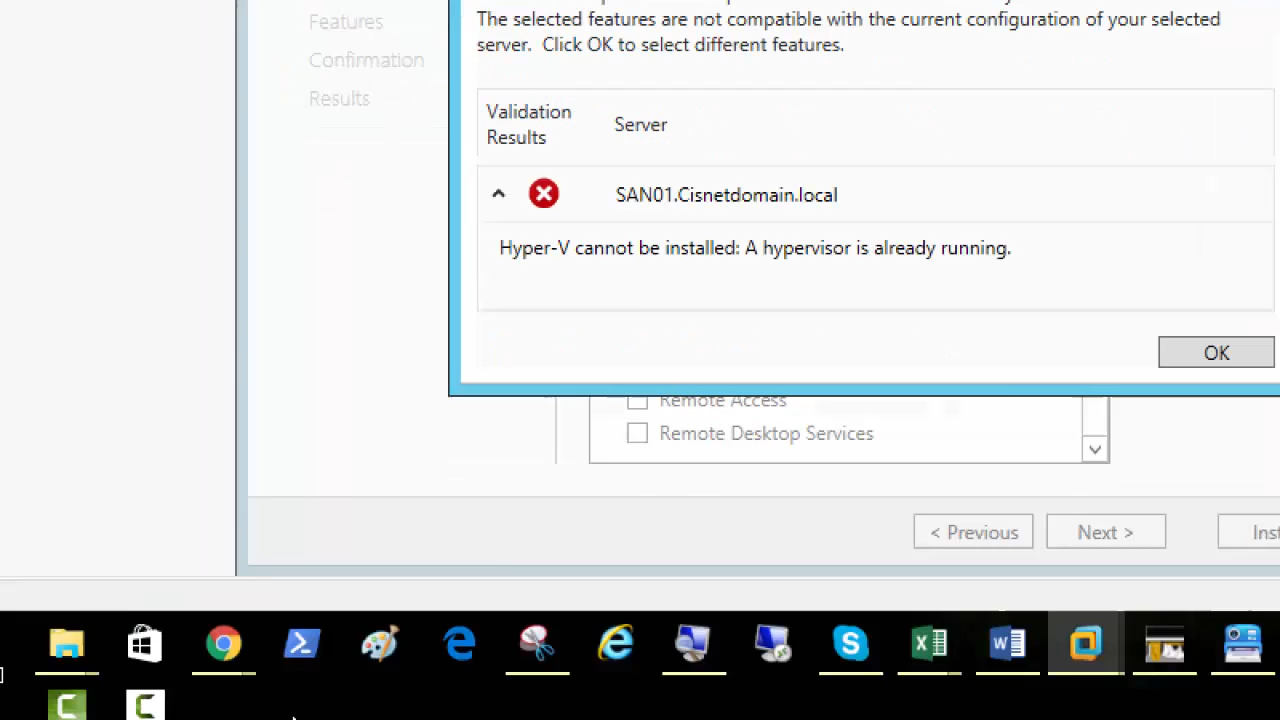 Features
Confirmation
Results
The selected features are not compatible with the current configuration of your selected
server. Click OK to select different features.
Validation
Results
Server
SAN01.Cisnetdomain.local
Hyper-V cannot be installed: A hypervisor is already running.
OK
Remote Access
Remote Desktop Services
< Previous
Next >
Inst